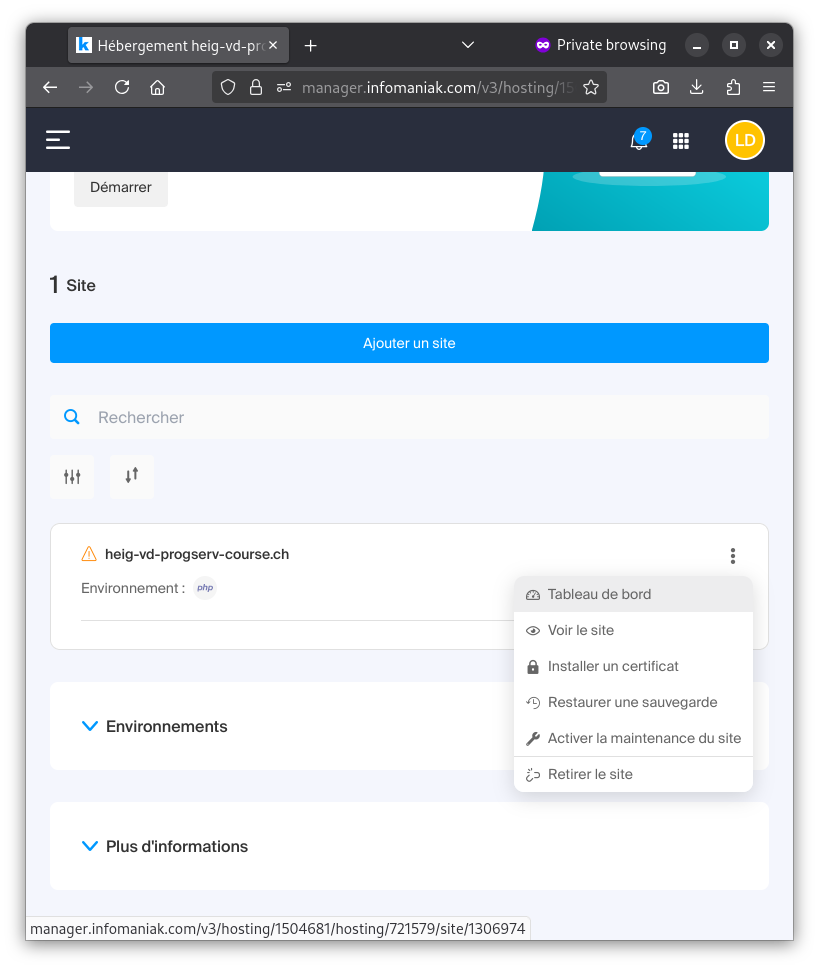 Hébergement heig-vd-pro
Private browsing
manager.infomaniak.com/v3/hosting/15
7
LD
Démarrer
1 Site
Ajouter un site
Rechercher
heig-vd-progserv-course.ch
Environnement : php
Tableau de bord
Voir le site
Installer un certificat
Restaurer une sauvegarde
Activer la maintenance du site
Retirer le site
Environnements
Plus d'informations
manager.infomaniak.com/v3/hosting/1504681/hosting/721579/site/1306974